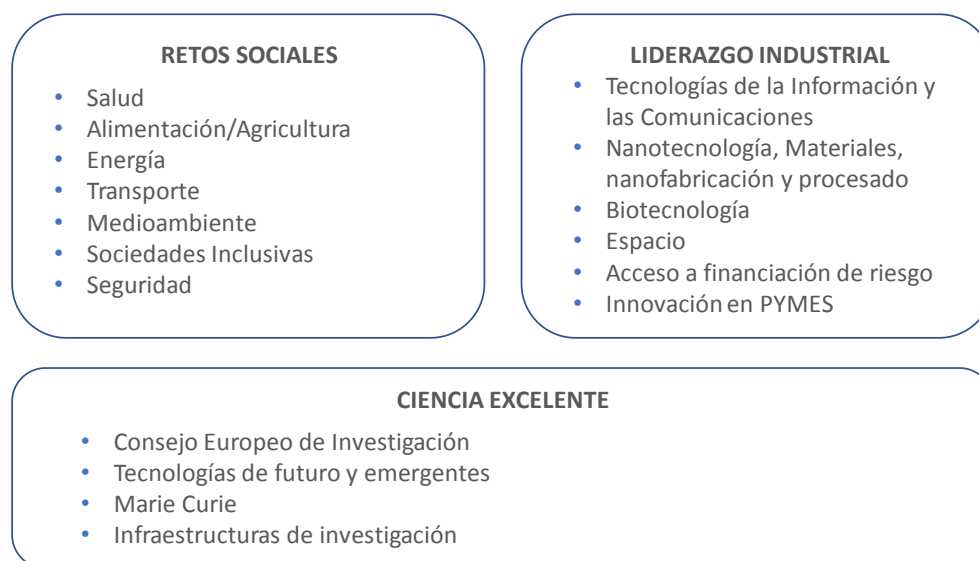 RETOS SOCIALES
• Salud
• Alimentación/Agricultura
• Energía
• Transporte
• Medioambiente
• Sociedades Inclusivas
• Seguridad
LIDERAZGO INDUSTRIAL
• Tecnologías de la Información y
las Comunicaciones
• Nanotecnología, Materiales,
nanofabricación y procesado
• Biotecnología
• Espacio
• Acceso a financiación de riesgo
• Innovación en PYMES
CIENCIA EXCELENTE
• Consejo Europeo de Investigación
• Tecnologías de futuro y emergentes
• Marie Curie
• Infraestructuras de investigación